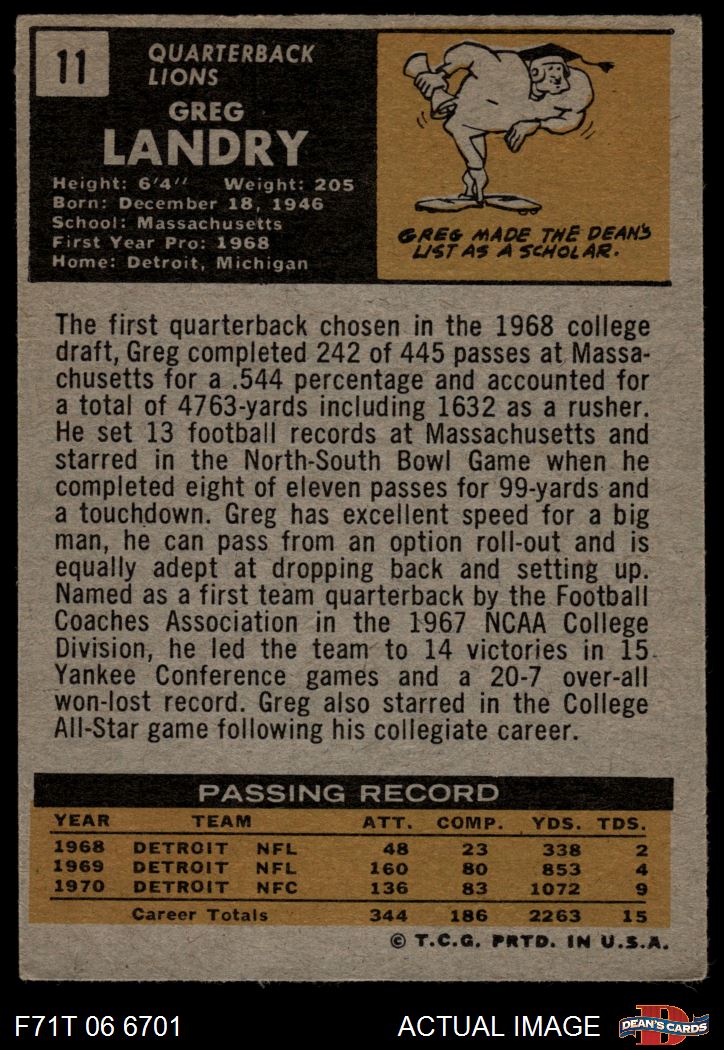 11
QUARTERBACK
LIONS
GREG
LANDRY
Height: 6'4" Weight: 205
Born: December 18, 1946
School: Massachusetts
First Year Pro: 1968
Home: Detroit, Michigan
GREG MADE THE DEAN'S
LIST AS A SCHOLAR.
The first quarterback chosen in the 1968 college
draft, Greg completed 242 of 445 passes at Massa-
chusetts for a .544 percentage and accounted for
a total of 4763-yards including 1632 as a rusher.
He set 13 football records at Massachusetts and
starred in the North-South Bowl Game when he
completed eight of eleven passes for 99-yards and
a touchdown. Greg has excellent speed for a big
man, he can pass from an option roll-out and is
equally adept at dropping back and setting up.
Named as a first team quarterback by the Football
Coaches Association in the 1967 NCAA College
Division, he led the team to 14 victories in 15
Yankee Conference games and a 20-7 over-all
won-lost record. Greg also starred in the College
All-Star game following his collegiate career.
PASSING RECORD
YEAR TEAM ATT. COMP. YDS. TDS.
1968 DETROIT NFL 48 23 338 2
1969 DETROIT NFL 160 80 853 4
1970 DETROIT NFC 136 83 1072 9
Career Totals 344 186 2263 15
© T.C.G. PRTD. IN U.S.A.
F71T 06 6701 ACTUAL IMAGE
D
DEAN'S CARDS